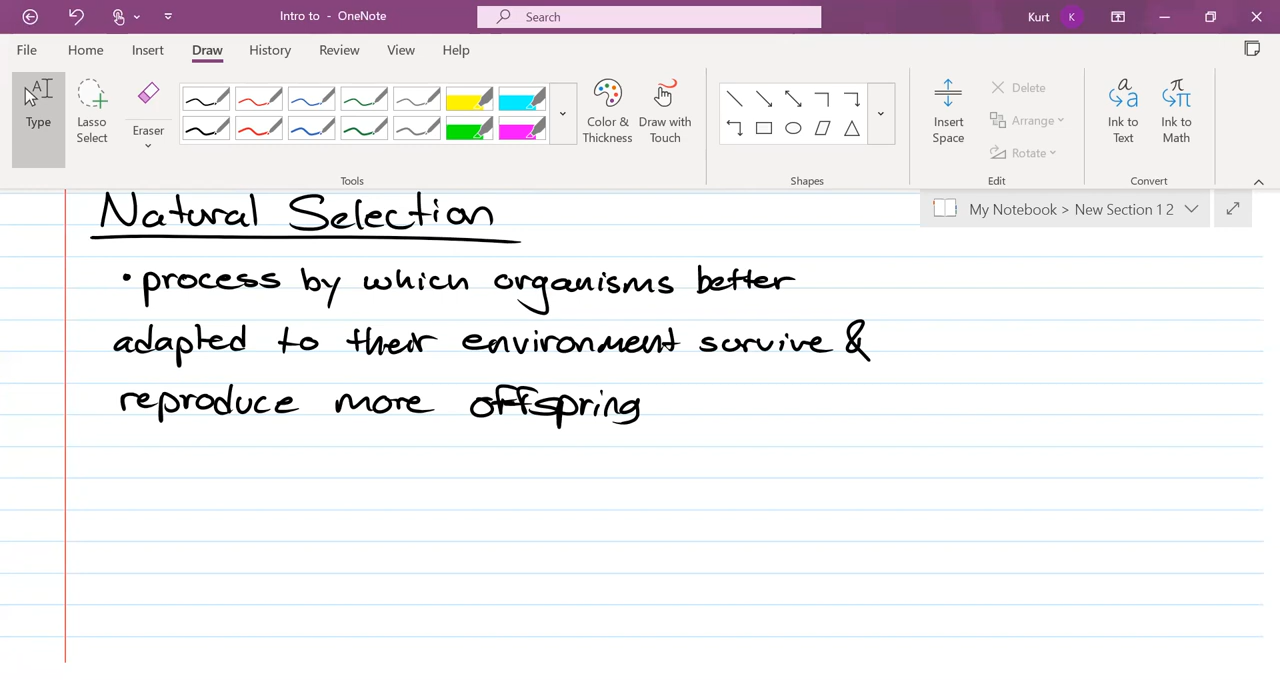 Intro to - OneNote
Search
Kurt K
File Home Insert Draw History Review View Help
Type
Lasso Select
Eraser
Color & Thickness
Draw with Touch
Insert Space
Delete
Arrange
Rotate
a a
Ink to Text
π π
Ink to Math
Tools Shapes Edit Convert
My Notebook > New Section 1 2
Natural Selection
• process by which organisms better
adapted to their environment survive &
reproduce more offspring